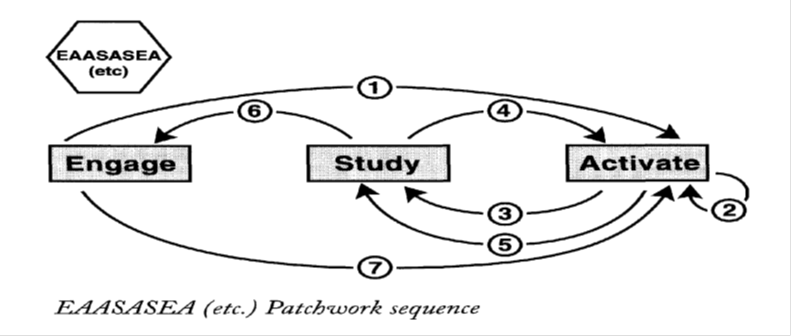 EAASASEA
(etc)
1
6
4
Engage
Study
Activate
2
3
5
7
EAASASEA (etc.) Patchwork sequence